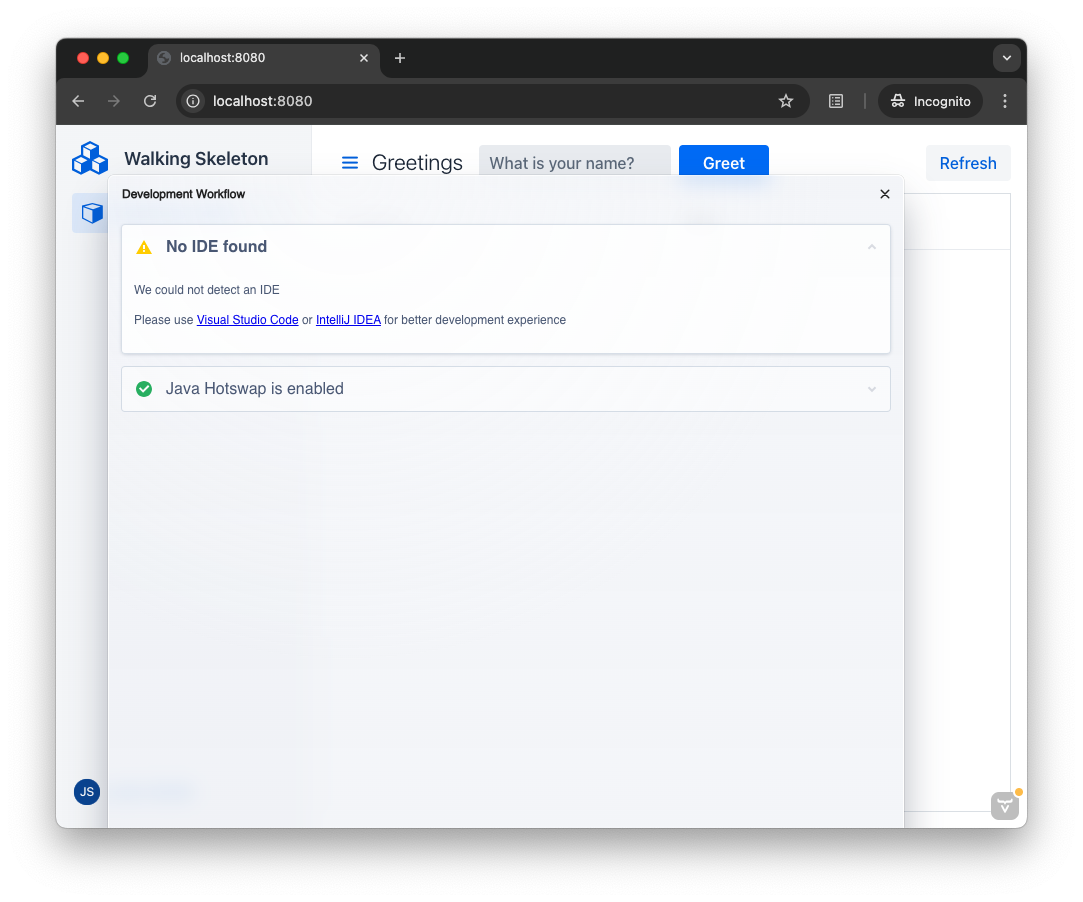 localhost:8080
localhost:8080
Incognito
Walking Skeleton
Greetings
What is your name?
Greet
Refresh
Development Workflow
No IDE found
We could not detect an IDE
Please use Visual Studio Code or IntelliJ IDEA for better development experience
Java Hotswap is enabled
JS